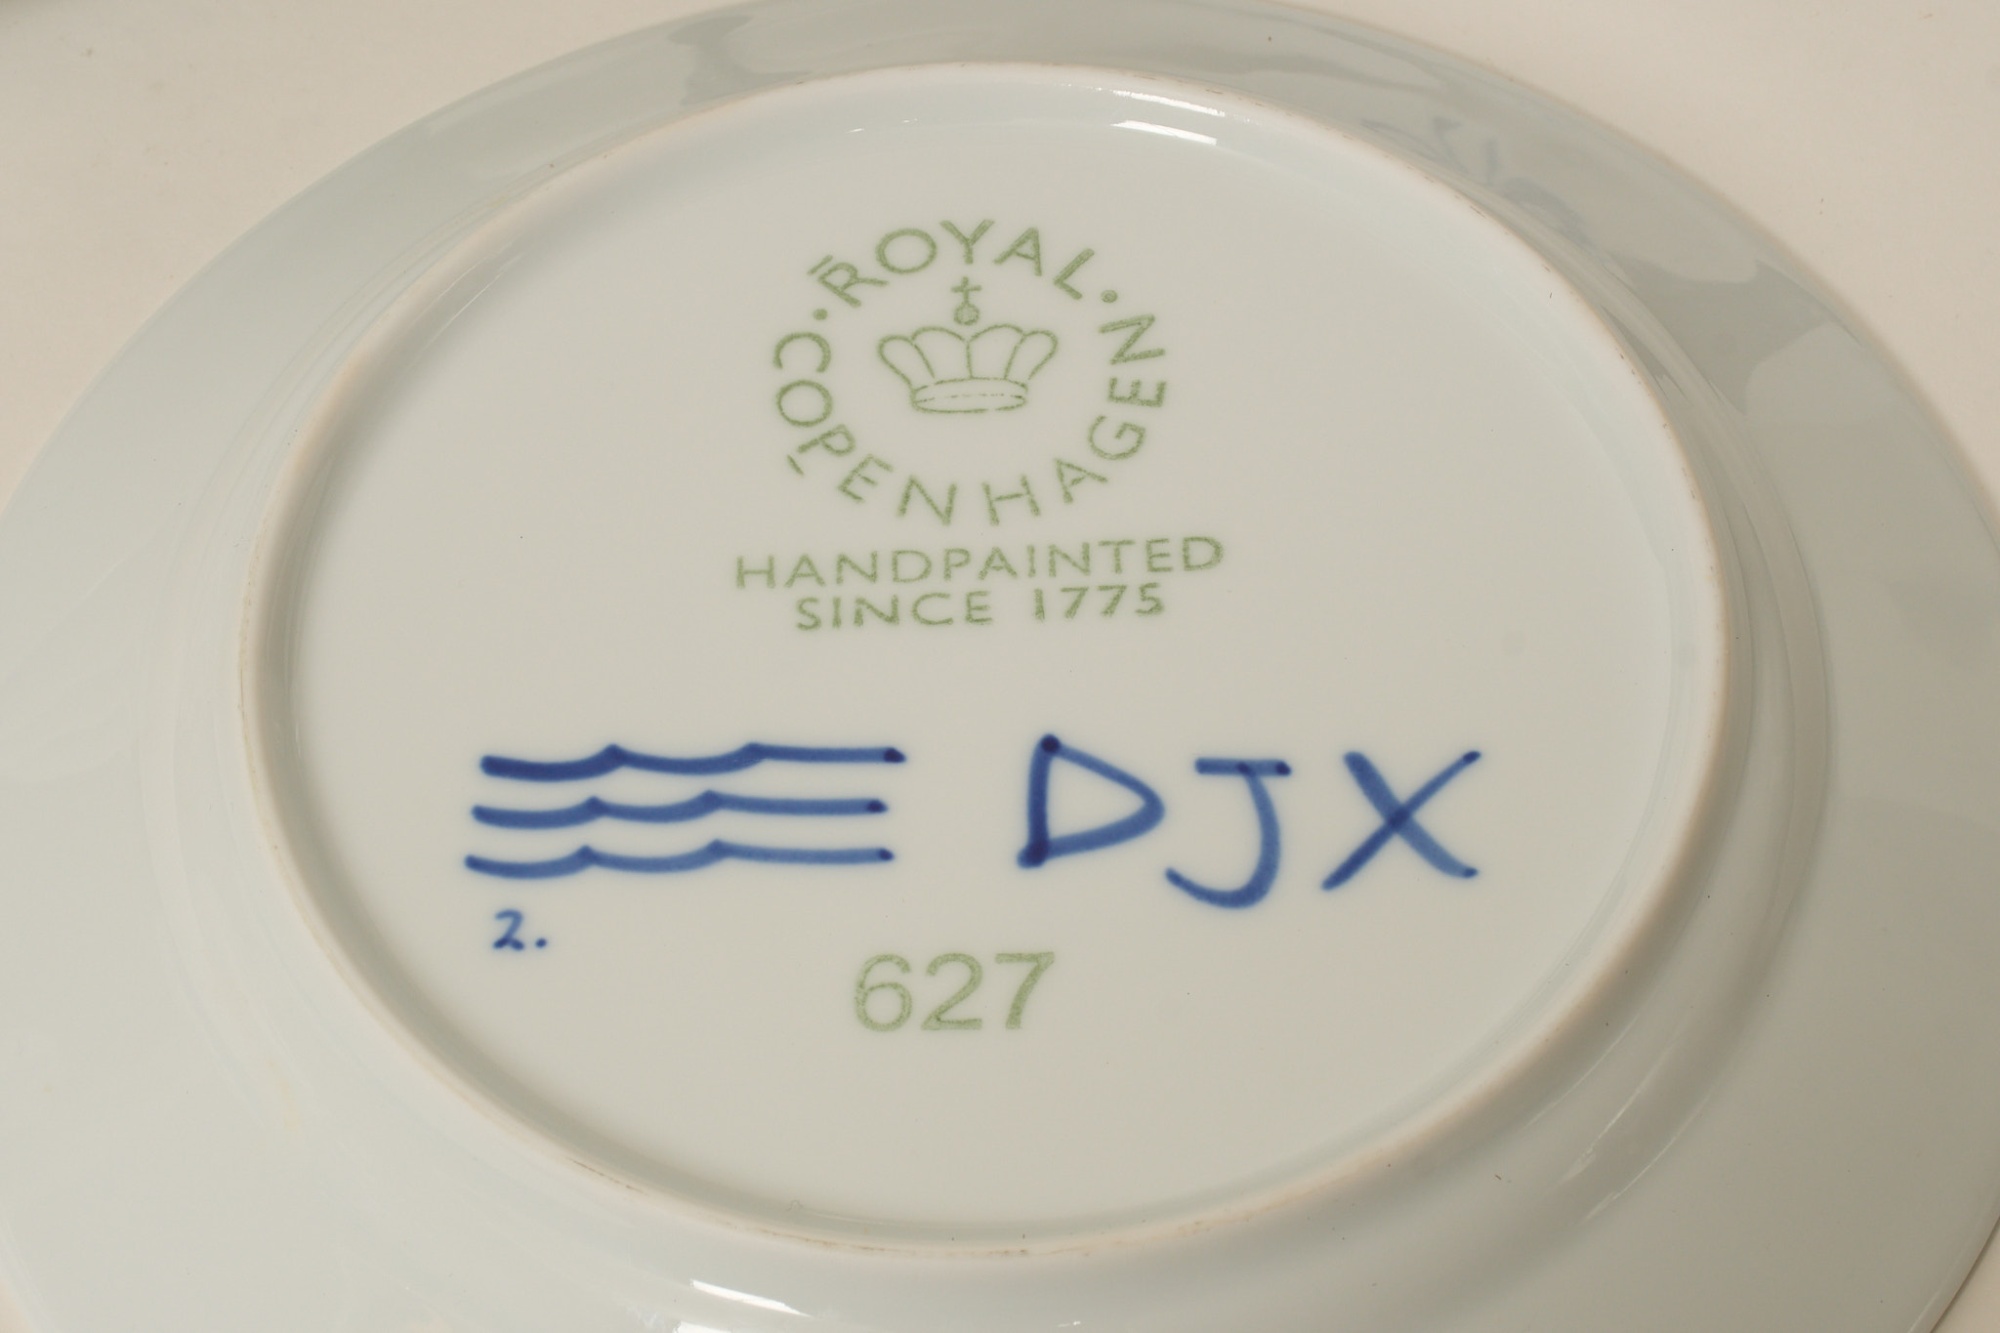 ROYAL · COPENHAGEN ·
HANDPAINTED
SINCE 1775
DJX
2.
627